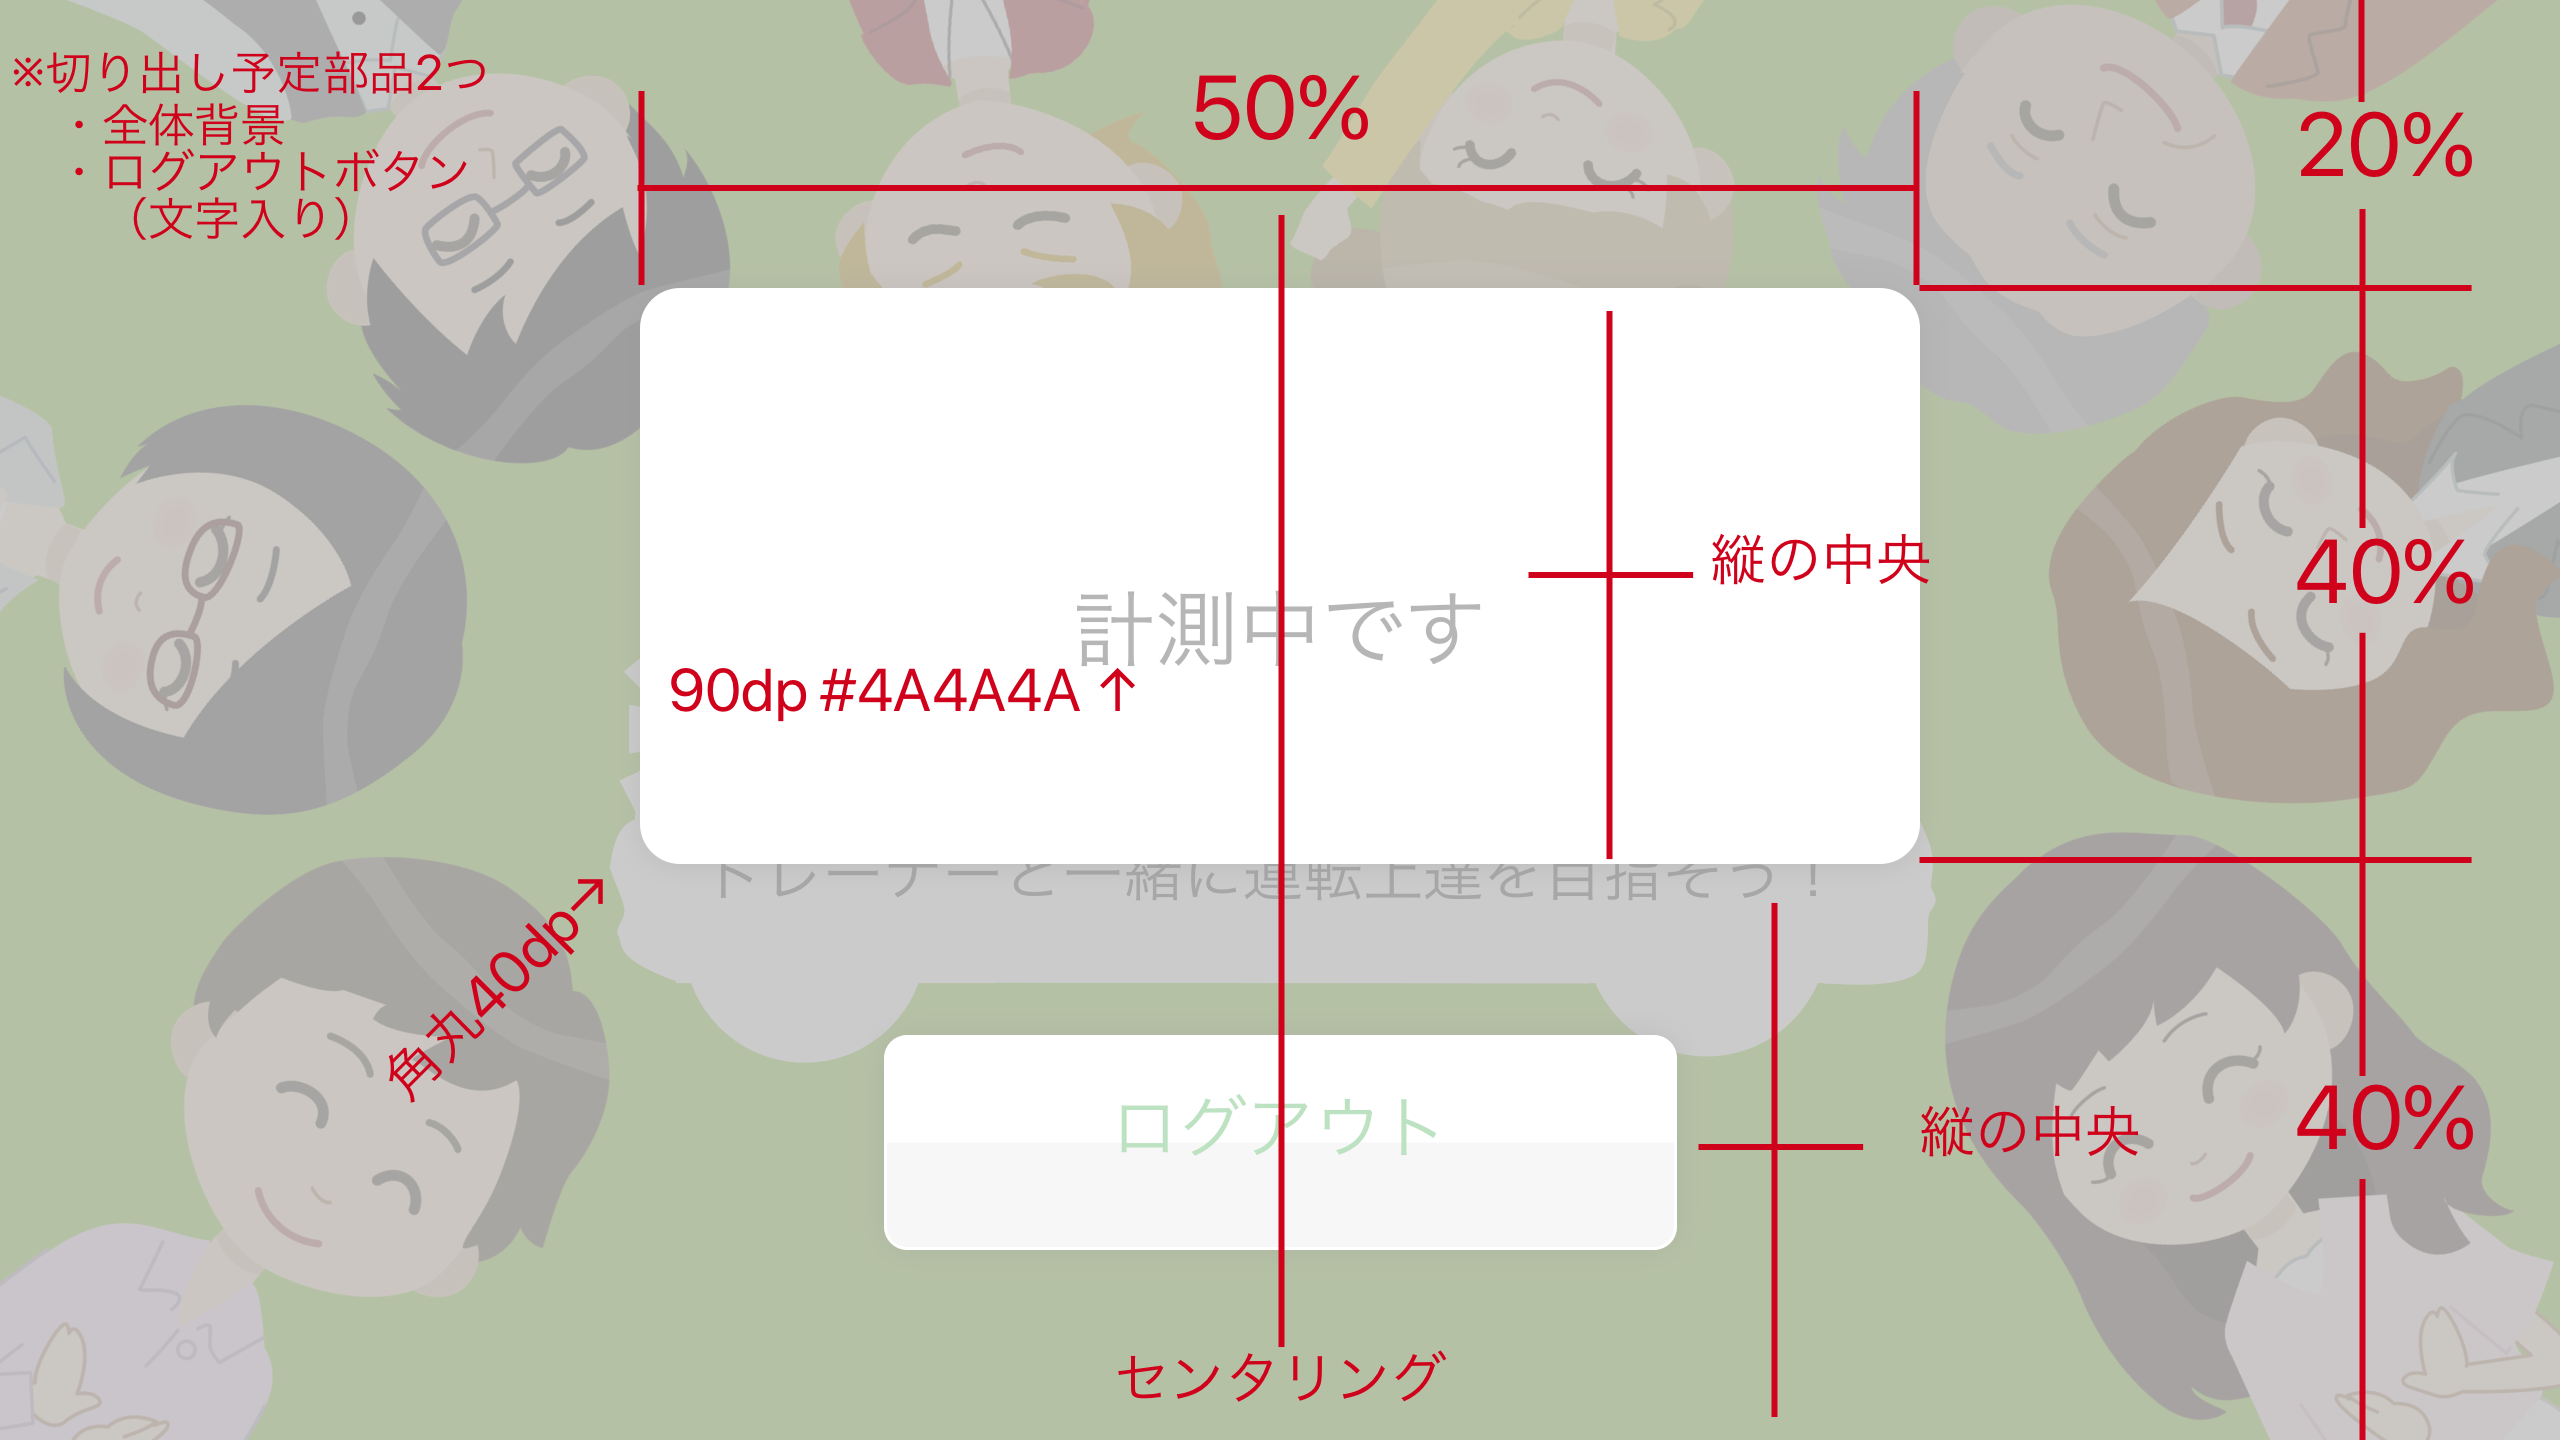 ※切り出し予定部品2つ
・全体背景
・ログアウトボタン
（文字入り）
50%
20%
縦の中央
40%
計測中です
90dp #4A4A4A ↑
トレーナーと一緒に運転上達を目指そう！
角丸40dp→
ログアウト
縦の中央
40%
センタリング